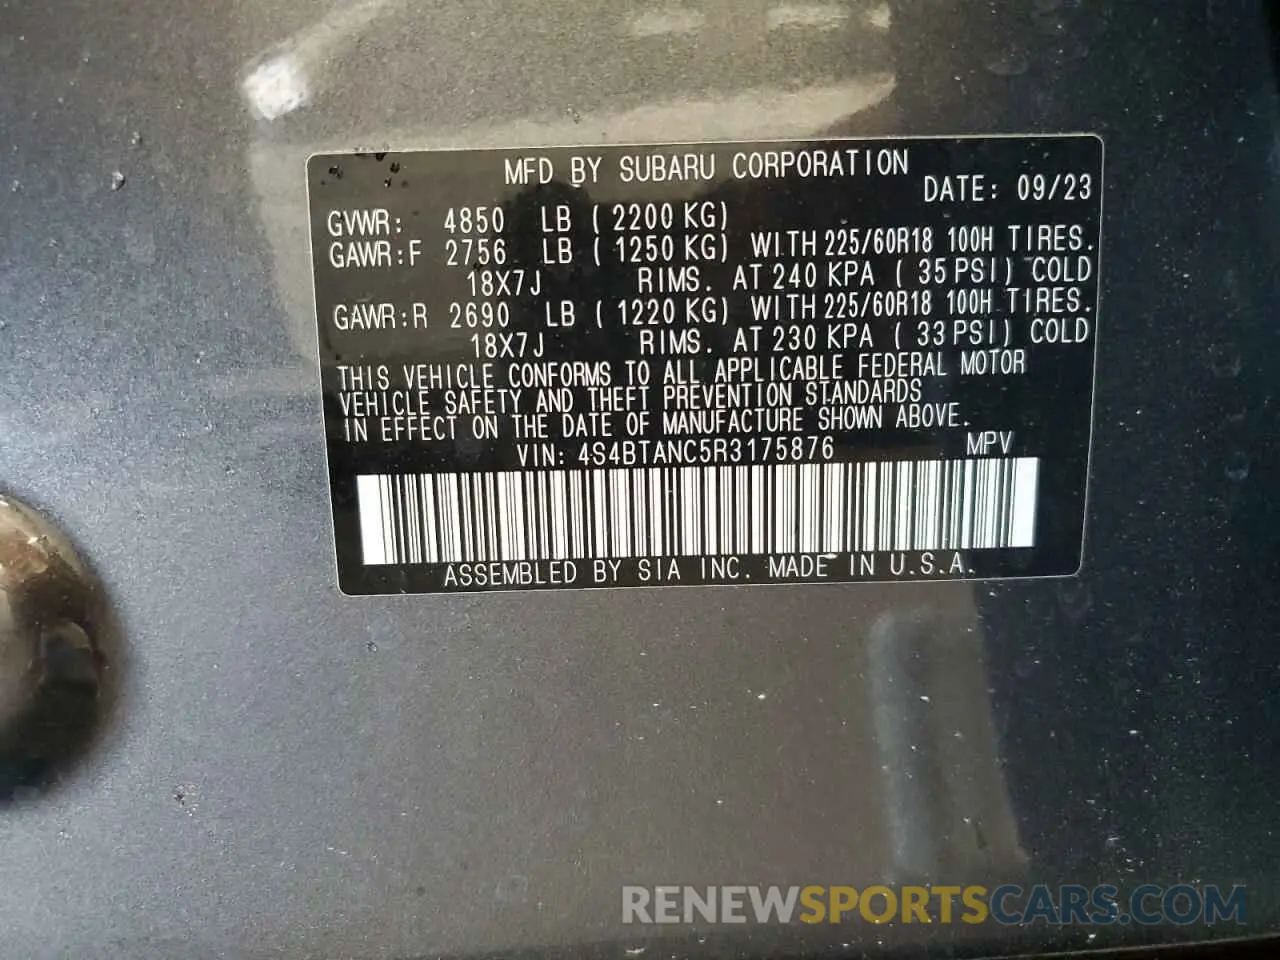 MFD BY SUBARU CORPORATION
DATE: 09/23
GVWR: 4850 LB ( 2200 KG)
GAWR:F 2756 LB ( 1250 KG) WITH 225/60R18 100H TIRES.
18X7J RIMS. AT 240 KPA ( 35 PSI) COLD
GAWR:R 2690 LB ( 1220 KG) WITH 225/60R18 100H TIRES.
18X7J RIMS. AT 230 KPA ( 33 PSI) COLD
THIS VEHICLE CONFORMS TO ALL APPLICABLE FEDERAL MOTOR
VEHICLE SAFETY AND THEFT PREVENTION STANDARDS
IN EFFECT ON THE DATE OF MANUFACTURE SHOWN ABOVE.
VIN: 4S4BTANC5R3175876 MPV
ASSEMBLED BY SIA INC. MADE IN U.S.A.
RENEWSPORTSCARS.COM